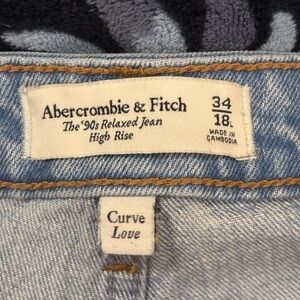 Abercrombie & Fitch
The '90s Relaxed Jean
High Rise
34
18L
MADE IN
CAMBODIA
Curve
Love